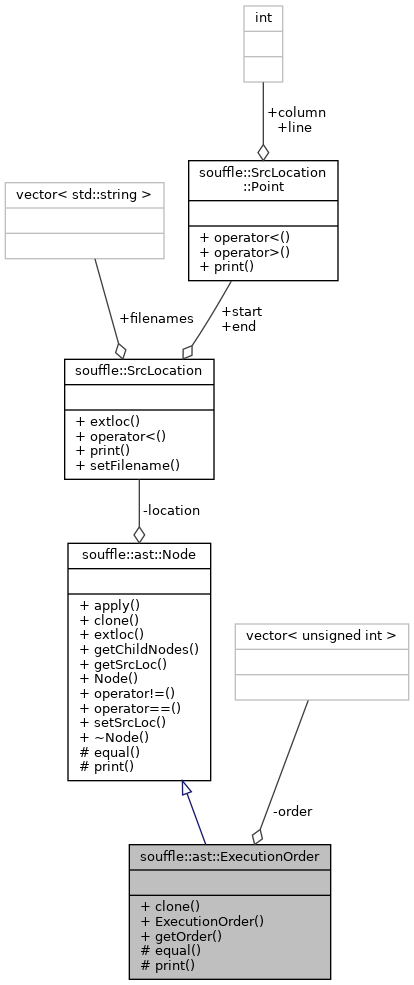 int
+column
+line
souffle::SrcLocation
::Point
+ operator<()
+ operator>()
+ print()
vector< std::string >
+filenames
+start
+end
souffle::SrcLocation
+ extloc()
+ operator<()
+ print()
+ setFilename()
-location
souffle::ast::Node
+ apply()
+ clone()
+ extloc()
+ getChildNodes()
+ getSrcLoc()
+ Node()
+ operator!=()
+ operator==()
+ setSrcLoc()
+ ~Node()
# equal()
# print()
vector< unsigned int >
-order
souffle::ast::ExecutionOrder
+ clone()
+ ExecutionOrder()
+ getOrder()
# equal()
# print()